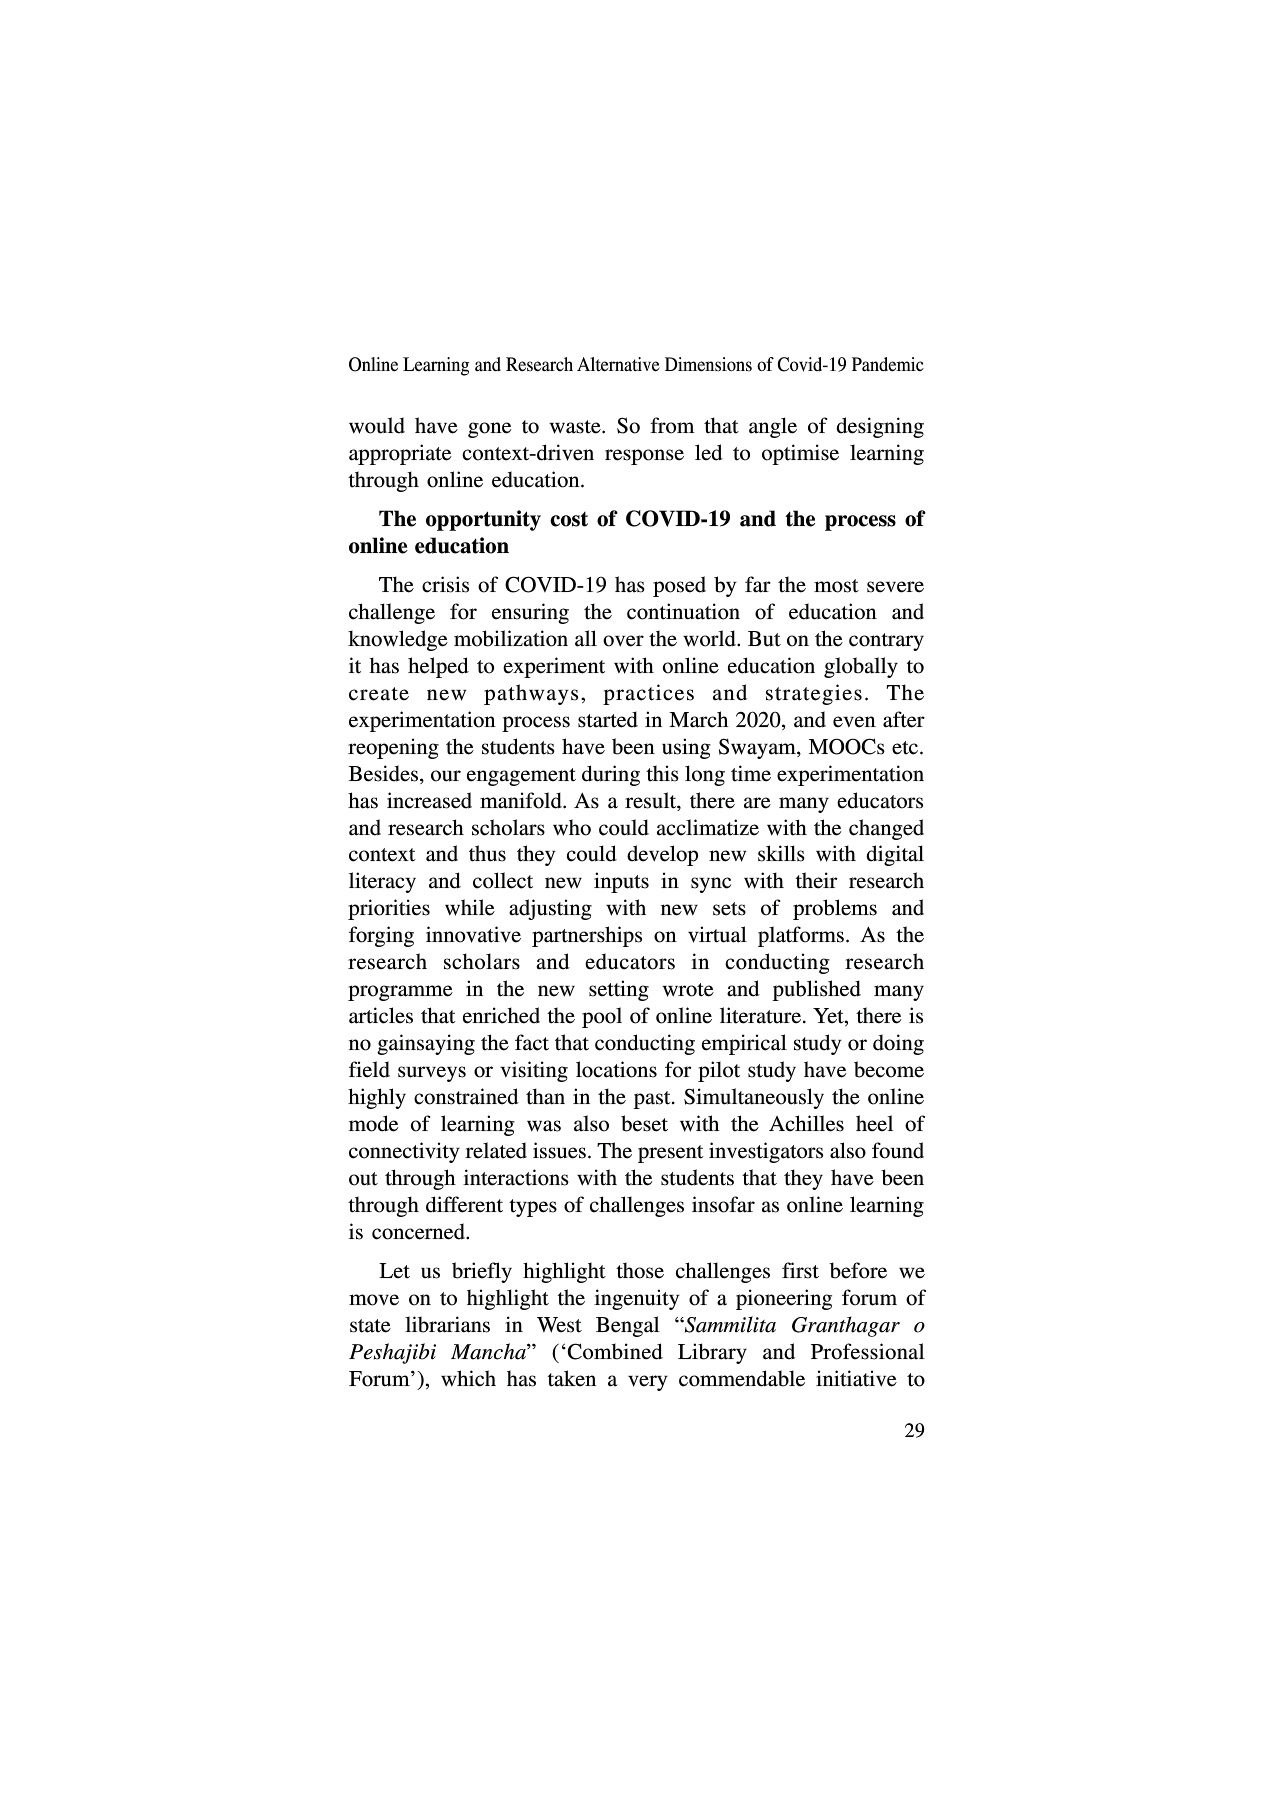 Online Learning and Research Alternative Dimensions of Covid-19 Pandemic
would have gone to waste. So from that angle of designing
appropriate context-driven response led to optimise learning
through online education.
The opportunity cost of COVID-19 and the process of
online education
The crisis of COVID-19 has posed by far the most severe
challenge for ensuring the continuation of education and
knowledge mobilization all over the world. But on the contrary
it has helped to experiment with online education globally to
create new pathways, practices and strategies. The
experimentation process started in March 2020, and even after
reopening the students have been using Swayam, MOOCs etc.
Besides, our engagement during this long time experimentation
has increased manifold. As a result, there are many educators
and research scholars who could acclimatize with the changed
context and thus they could develop new skills with digital
literacy and collect new inputs in sync with their research
priorities while adjusting with new sets of problems and
forging innovative partnerships on virtual platforms. As the
research scholars and educators in conducting research
programme in the new setting wrote and published many
articles that enriched the pool of online literature. Yet, there is
no gainsaying the fact that conducting empirical study or doing
field surveys or visiting locations for pilot study have become
highly constrained than in the past. Simultaneously the online
mode of learning was also beset with the Achilles heel of
connectivity related issues. The present investigators also found
out through interactions with the students that they have been
through different types of challenges insofar as online learning
is concerned.
Let us briefly highlight those challenges first before we
move on to highlight the ingenuity of a pioneering forum of
state librarians in West Bengal “Sammilita Granthagar o
Peshajibi Mancha” (‘Combined Library and Professional
Forum’), which has taken a very commendable initiative to
29